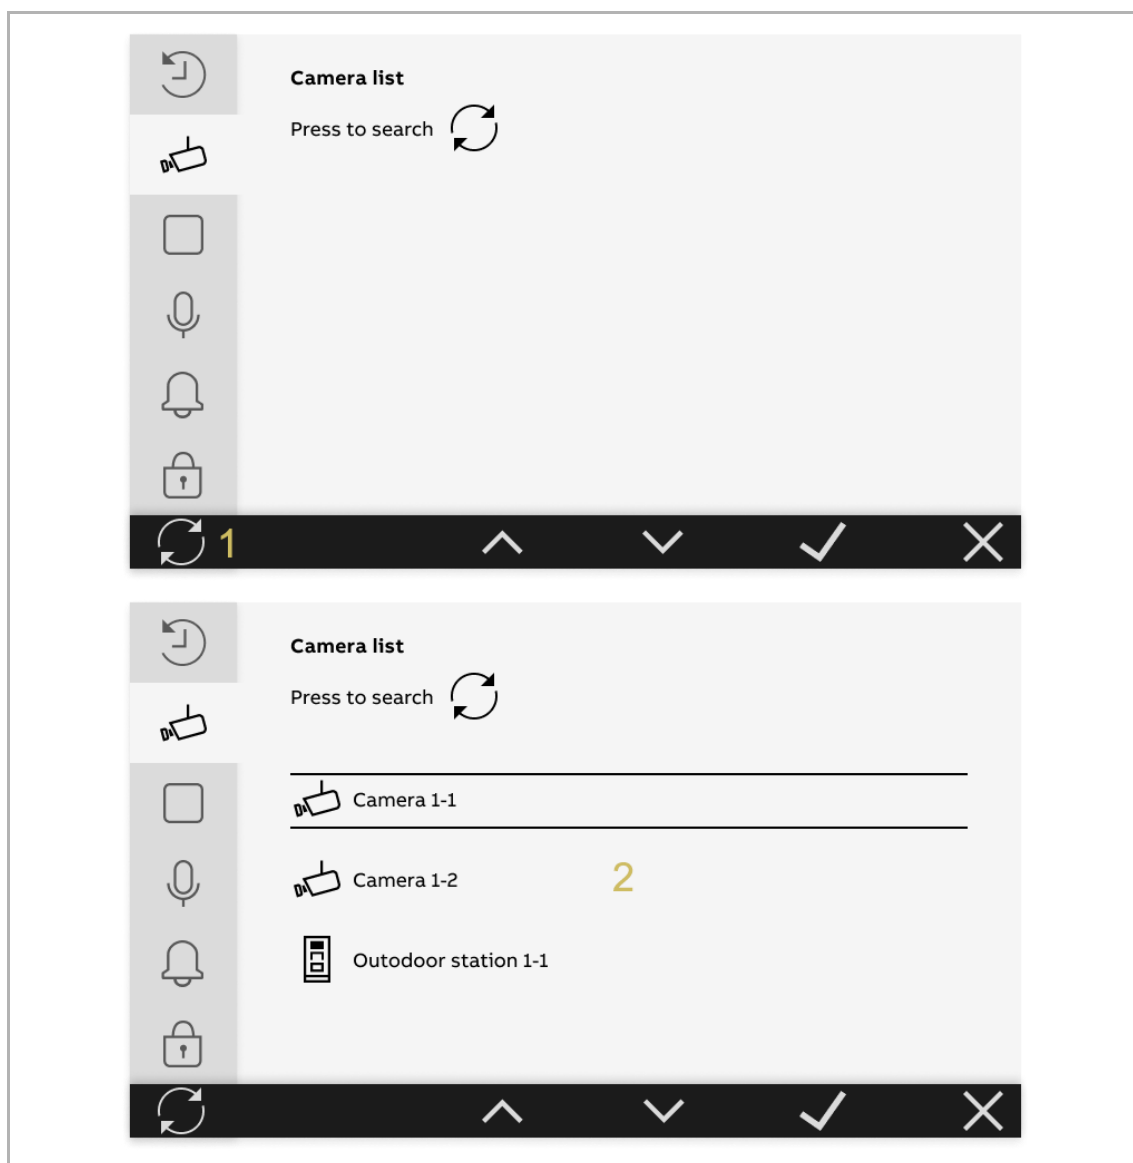 Camera list
Press to search
1
Camera list
Press to search
Camera 1-1
Camera 1-2
2
Outodoor station 1-1